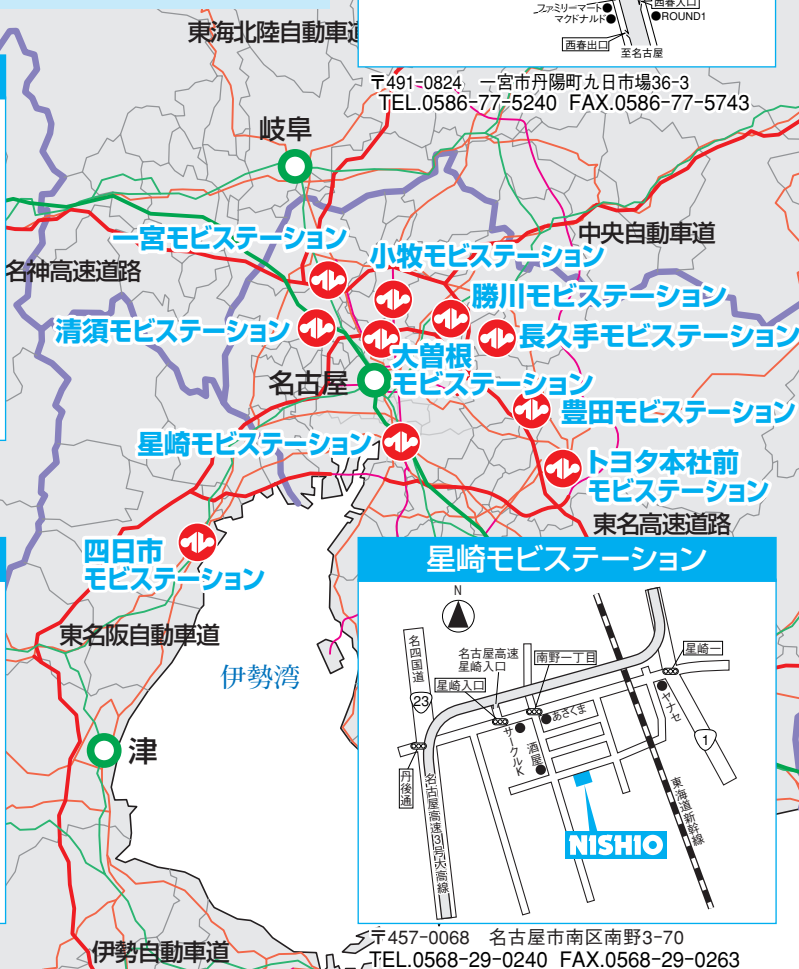 東海北陸自動車道
ファミリーマート
マクドナルド
西春入口
ROUND1
西春出口
至名古屋
〒491-0824 一宮市丹陽町九日市場36-3
TEL.0586-77-5240 FAX.0586-77-5743
岐阜
中央自動車道
一宮モビステーション
小牧モビステーション
名神高速道路
勝川モビステーション
清須モビステーション
長久手モビステーション
大曽根
モビステーション
名古屋
豊田モビステーション
星崎モビステーション
トヨタ本社前
モビステーション
東名高速道路
四日市
モビステーション
東名阪自動車道
伊勢湾
津
伊勢自動車道
星崎モビステーション
N
名四国道
23
名古屋高速
星崎入口
南野一丁目
星崎一
星崎入口
あさくま
ヤナセ
サークルK
酒屋
1
丹後通
名古屋高速3号大高線
東海道新幹線
NISHIO
〒457-0068 名古屋市南区南野3-70
TEL.0568-29-0240 FAX.0568-29-0263